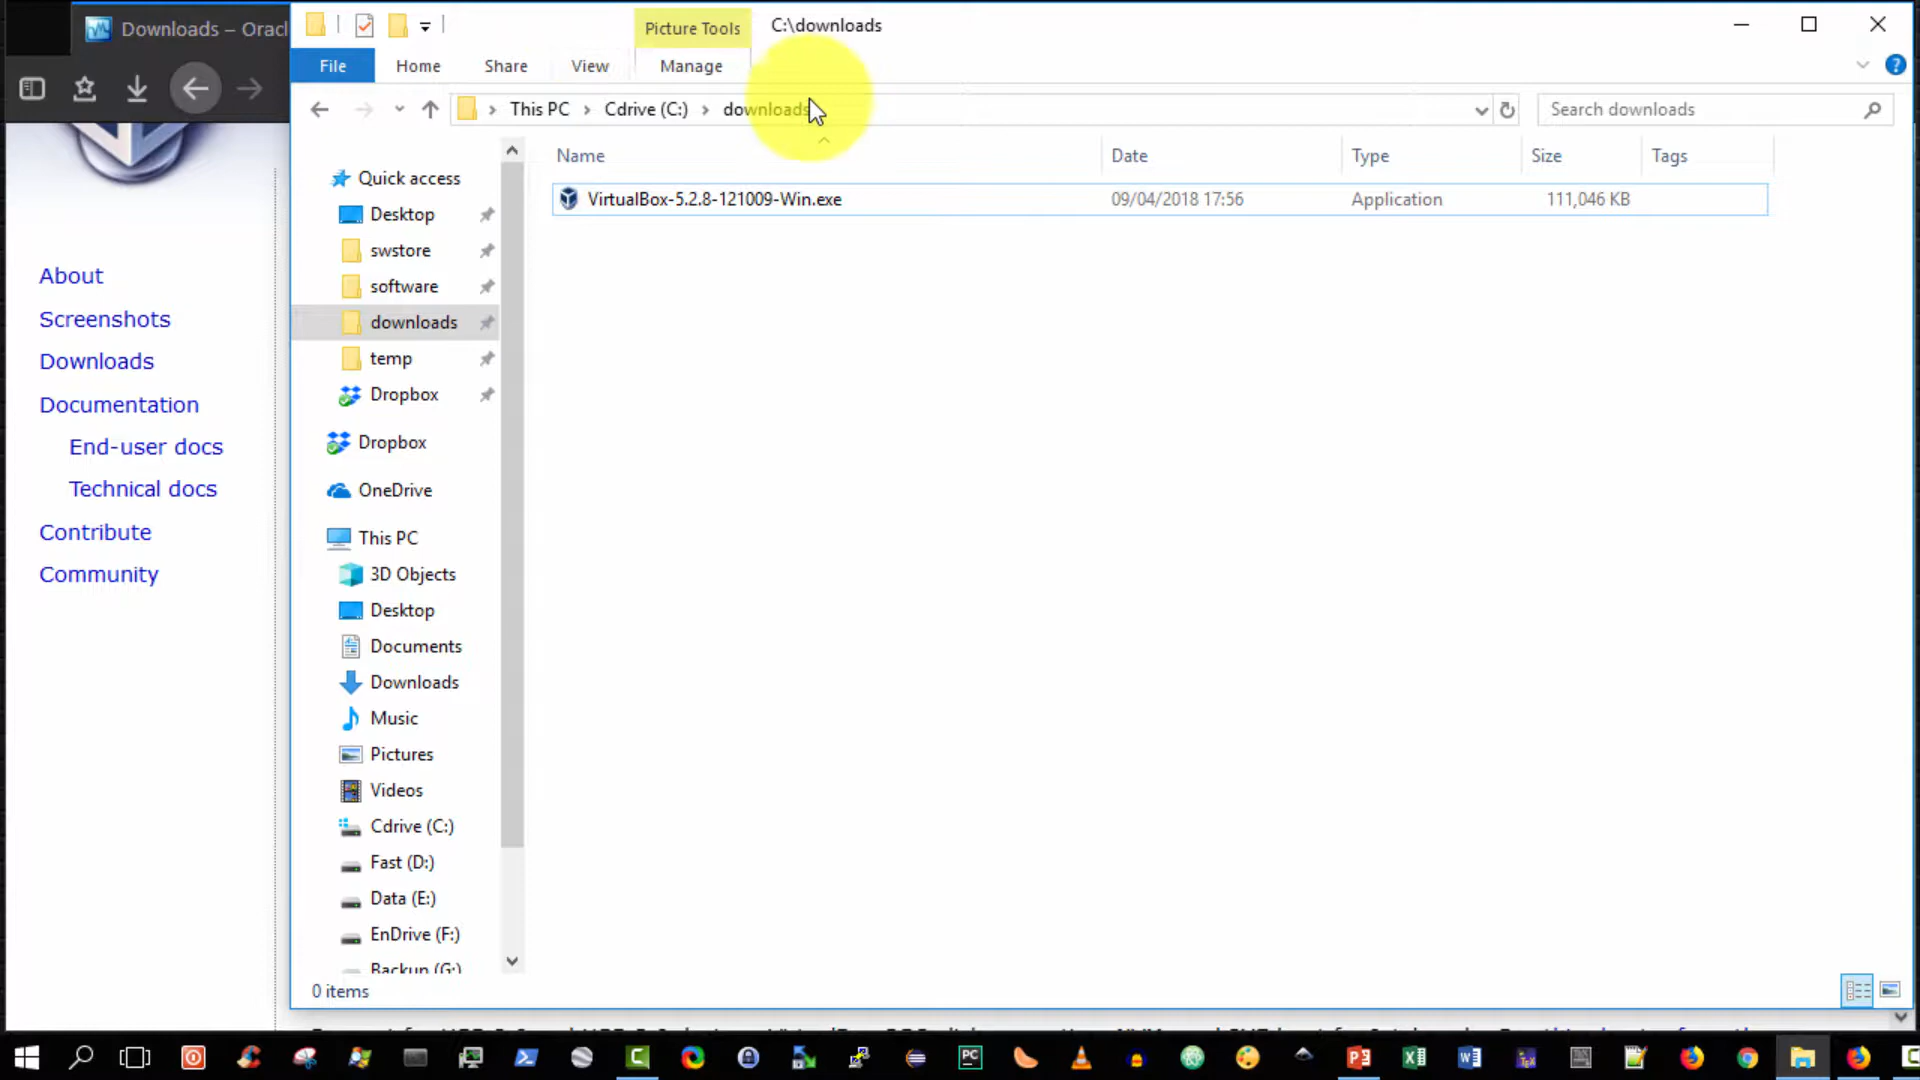 Downloads – Oracl
Picture Tools
C:\downloads
File
Home
Share
View
Manage
This PC
Cdrive (C:)
downloads
Search downloads
Name
Date
Type
Size
Tags
VirtualBox-5.2.8-121009-Win.exe
09/04/2018 17:56
Application
111,046 KB
Quick access
Desktop
swstore
software
downloads
temp
Dropbox
Dropbox
OneDrive
This PC
3D Objects
Desktop
Documents
Downloads
Music
Pictures
Videos
Cdrive (C:)
Fast (D:)
Data (E:)
EnDrive (F:)
Backup (G:)
0 items
About
Screenshots
Downloads
Documentation
End-user docs
Technical docs
Contribute
Community